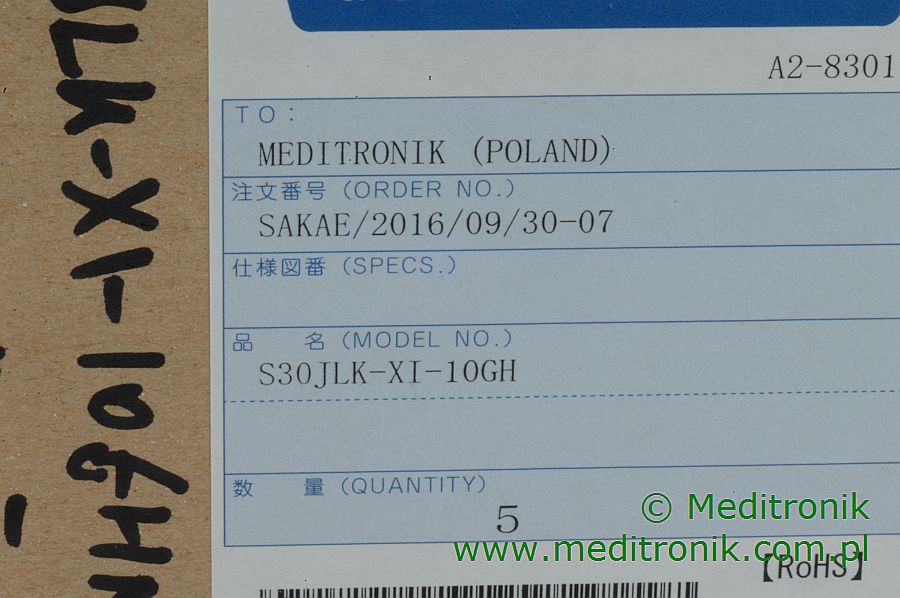 A2-8301
TO:
MEDITRONIK (POLAND)
注文番号 (ORDER NO.)
SAKAE/2016/09/30-07
仕様図番 (SPECS.)
品 名 (MODEL NO.)
S30JLK-XI-10GH
数 量 (QUANTITY)
5
© Meditronik
www.meditronik.com.pl
【RoHS】